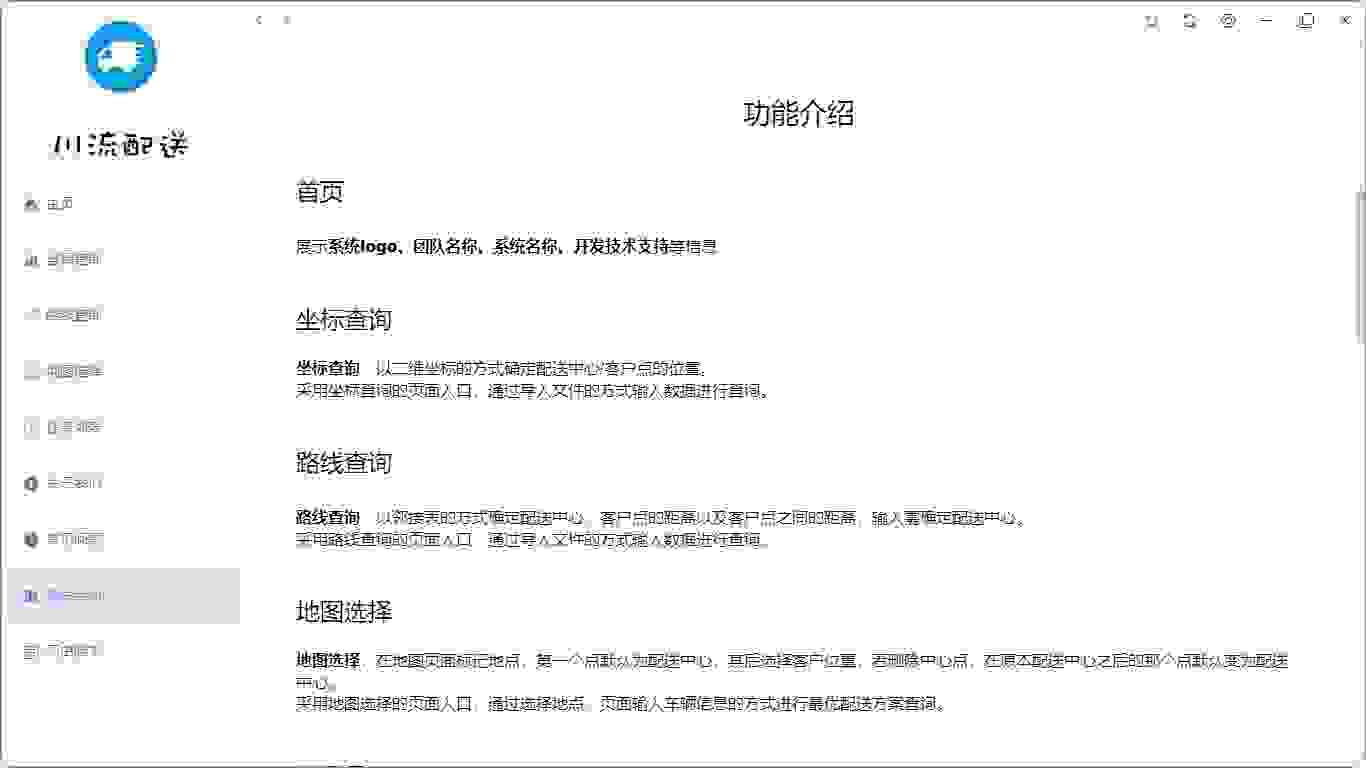 川流配送
主页
坐标查询
路线查询
地图选择
功能介绍
首页
展示系统logo、团队名称、系统名称、开发技术支持等信息
坐标查询
坐标查询 以二维坐标的方式确定配送中心/客户点的位置。
采用坐标查询的页面入口，通过导入文件的方式输入数据进行查询。
路线查询
路线查询 以邻接表的方式确定配送中心、客户点的距离以及客户点之间的距离，输入需确定配送中心。
采用路线查询的页面入口，通过导入文件的方式输入数据进行查询。
地图选择
地图选择 在地图页面标记地点，第一个点默认为配送中心，其后选择客户位置，若删除中心点，在原本配送中心之后的那个点默认变为配送
中心。
采用地图选择的页面入口，通过选择地点、页面输入车辆信息的方式进行最优配送方案查询。